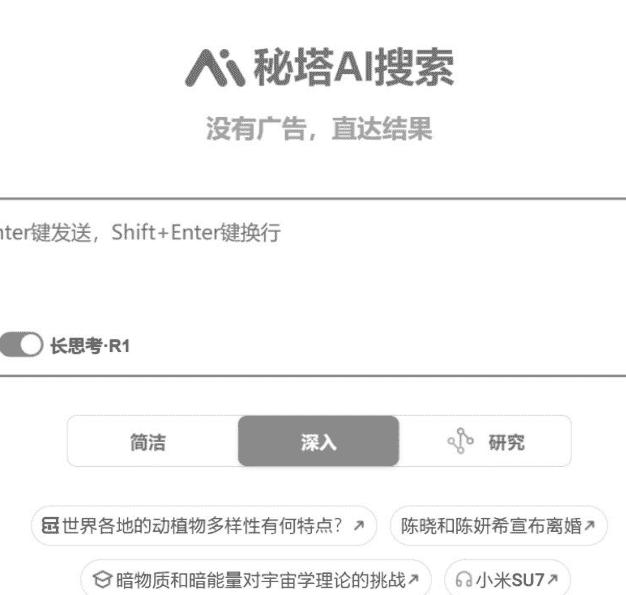 秘塔AI搜索
没有广告，直达结果
nter键发送，Shift+Enter键换行
长思考·R1
简洁 深入 研究
世界各地的动植物多样性有何特点？ 陈晓和陈妍希宣布离婚
暗物质和暗能量对宇宙学理论的挑战 小米SU7